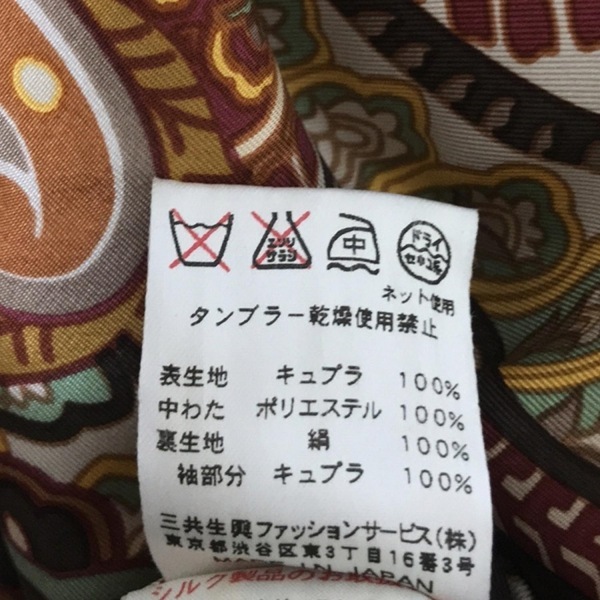 エンソ
サラシ
中
ドライ
セキユ系
ネット使用
タンブラー乾燥使用禁止
表生地 キュプラ 100%
中わた ポリエステル 100%
裏生地 絹 100%
袖部分 キュプラ 100%
三共生興ファッションサービス(株)
東京都渋谷区東3丁目16番3号
MADE IN JAPAN
シルク製品のお取